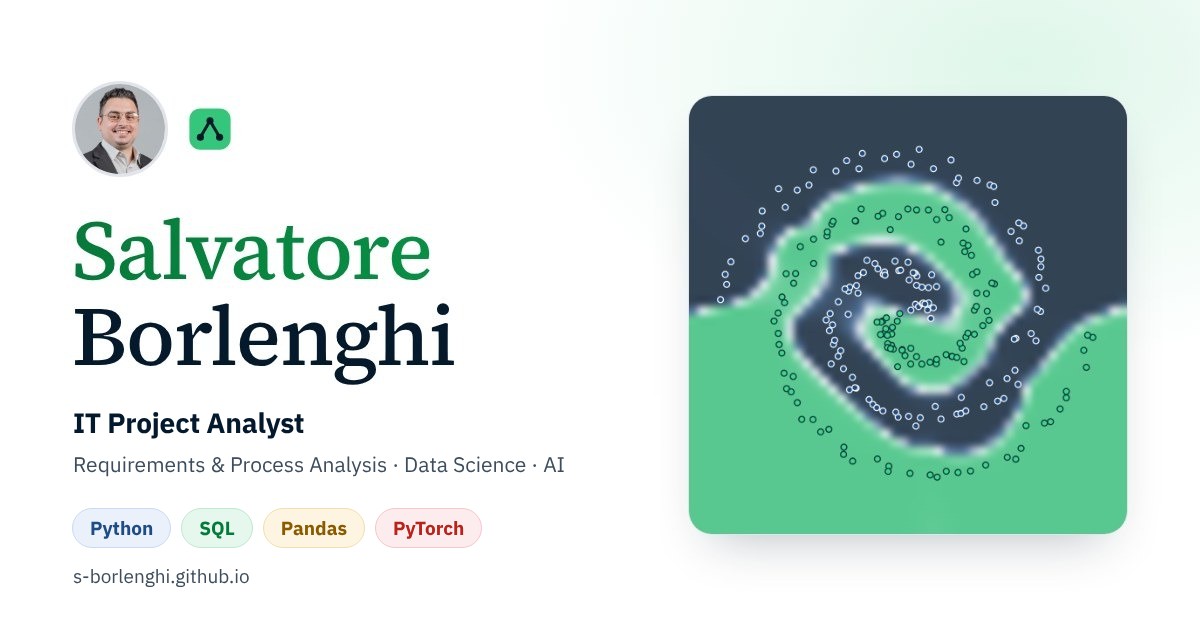 Salvatore
Borlenghi
IT Project Analyst
Requirements & Process Analysis · Data Science · AI
Python SQL Pandas PyTorch
s-borlenghi.github.io